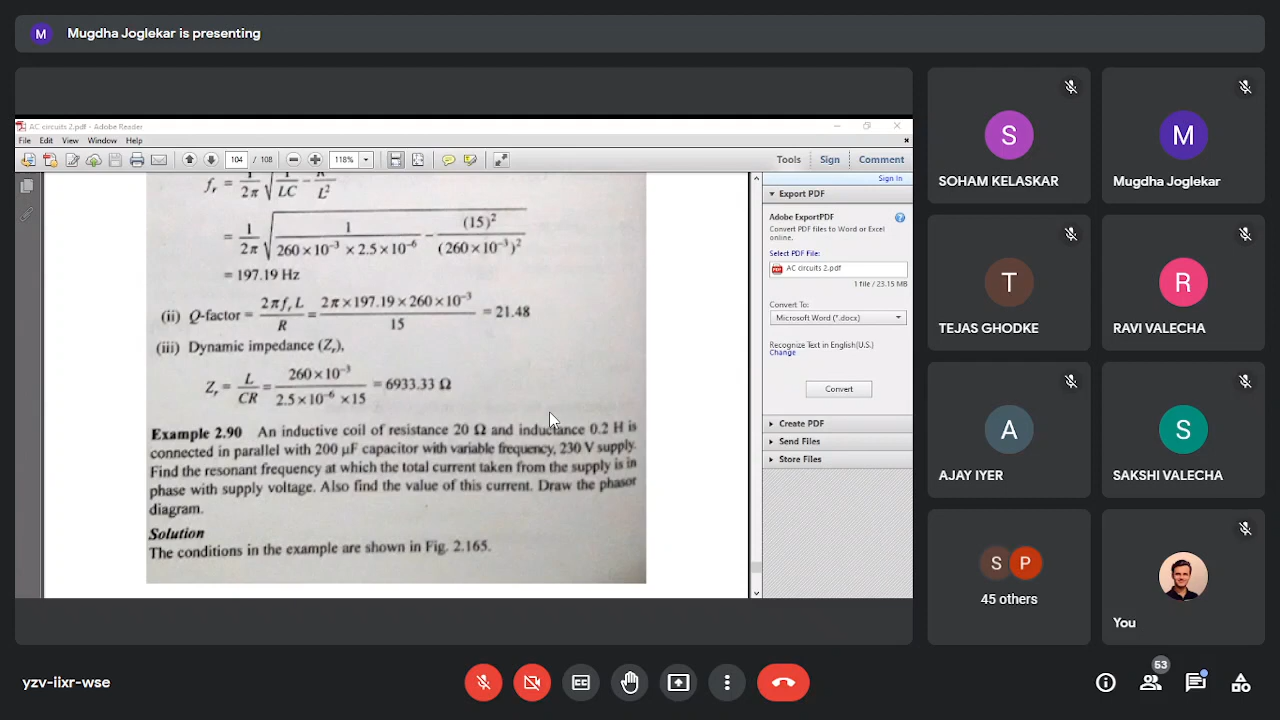 M
Mugdha Joglekar is presenting
AC circuits 2.pdf - Adobe Reader
File Edit View Window Help
104 / 108 118% Tools Sign Comment
Sign In
Export PDF
Adobe ExportPDF
Convert PDF files to Word or Excel
online.
Select PDF File:
AC circuits 2.pdf
1 file / 23.15 MB
Convert To:
Microsoft Word (*.docx)
Recognize Text in English(U.S.)
Change
Convert
Create PDF
Send Files
Store Files
f_r = 1/2π √ 1/LC − R/L²
= 1/2π √ 1/260×10⁻³ ×2.5×10⁻⁶ − (15)²/(260×10⁻³)²
= 197.19 Hz
(ii) Q-factor = 2πf_r L/R = 2π×197.19×260×10⁻³/15 = 21.48
(iii) Dynamic impedance (Z_r),
Z_r = L/CR = 260×10⁻³/2.5×10⁻⁶ ×15 = 6933.33 Ω
Example 2.90 An inductive coil of resistance 20 Ω and inductance 0.2 H is
connected in parallel with 200 μF capacitor with variable frequency, 230 V supply.
Find the resonant frequency at which the total current taken from the supply is in
phase with supply voltage. Also find the value of this current. Draw the phasor
diagram.
Solution
The conditions in the example are shown in Fig. 2.165.
S
SOHAM KELASKAR
M
Mugdha Joglekar
T
TEJAS GHODKE
R
RAVI VALECHA
A
AJAY IYER
S
SAKSHI VALECHA
S P
45 others
You
yzv-iixr-wse
53